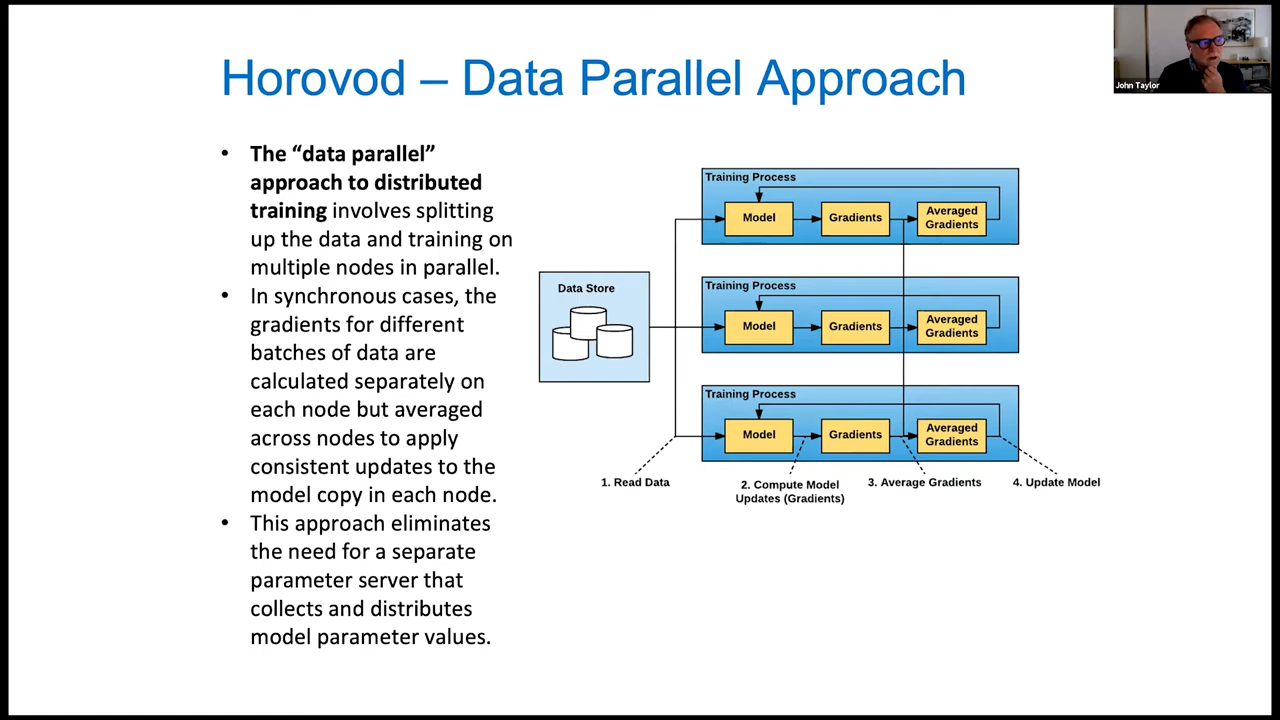 Horovod – Data Parallel Approach
John Taylor
• The “data parallel”
approach to distributed
training involves splitting
up the data and training on
multiple nodes in parallel.
• In synchronous cases, the
gradients for different
batches of data are
calculated separately on
each node but averaged
across nodes to apply
consistent updates to the
model copy in each node.
• This approach eliminates
the need for a separate
parameter server that
collects and distributes
model parameter values.
Data Store
Training Process
Model
Gradients
Averaged
Gradients
Training Process
Model
Gradients
Averaged
Gradients
Training Process
Model
Gradients
Averaged
Gradients
1. Read Data
2. Compute Model
Updates (Gradients)
3. Average Gradients
4. Update Model